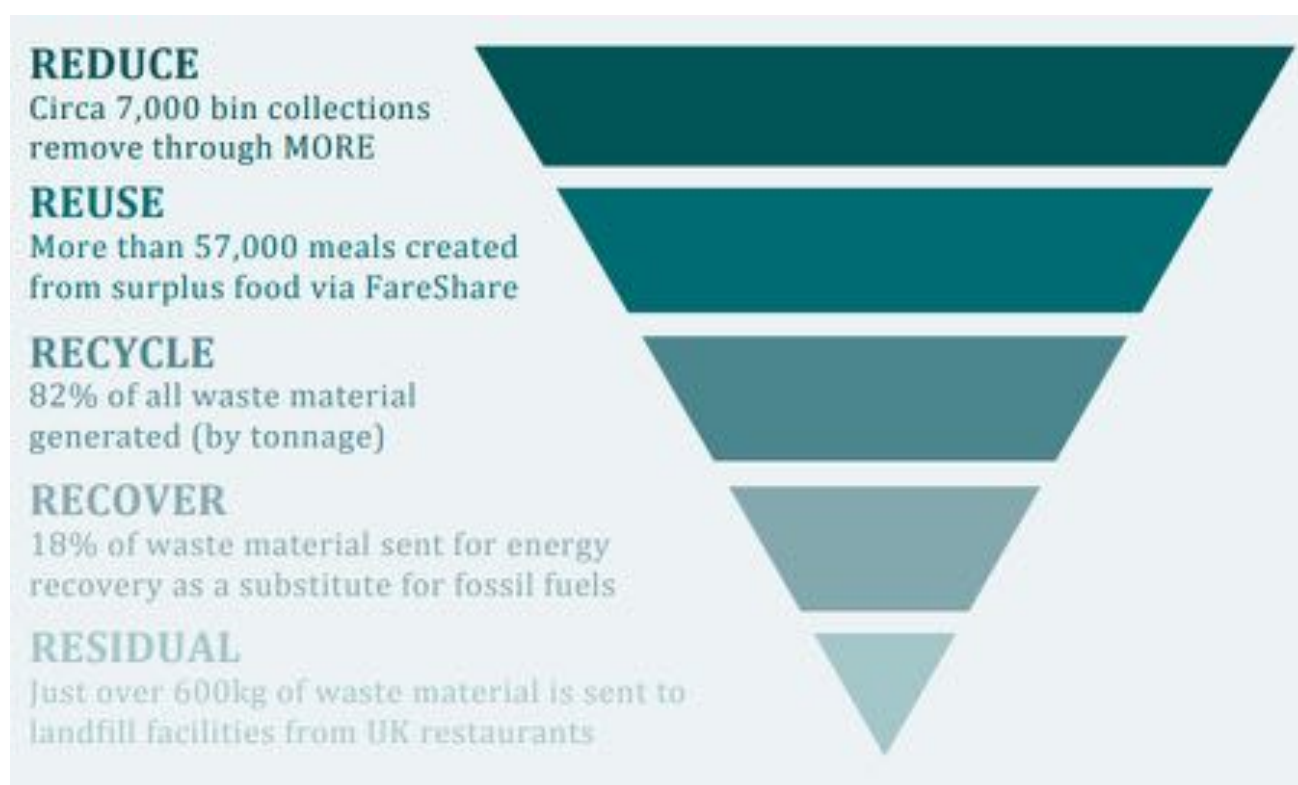 REDUCE
Circa 7,000 bin collections
remove through MORE
REUSE
More than 57,000 meals created
from surplus food via FareShare
RECYCLE
82% of all waste material
generated (by tonnage)
RECOVER
18% of waste material sent for energy
recovery as a substitute for fossil fuels
RESIDUAL
Just over 600kg of waste material is sent to
landfill facilities from UK restaurants